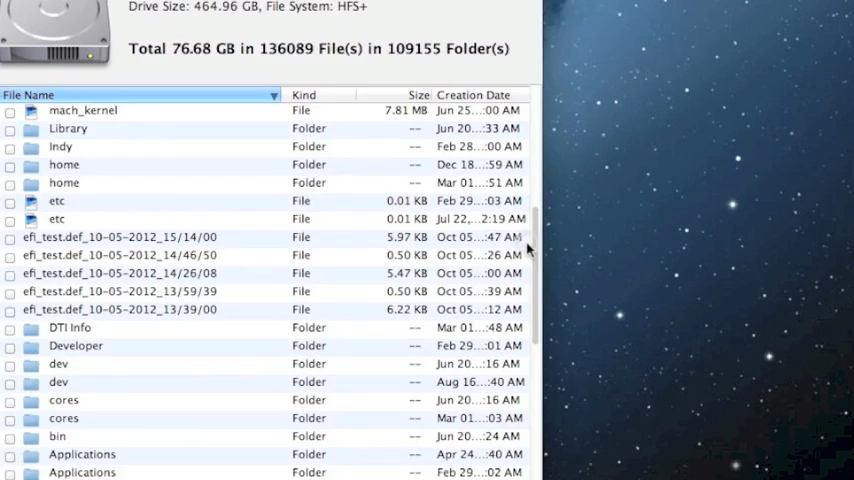 Drive Size: 464.96 GB, File System: HFS+
Total 76.68 GB in 136089 File(s) in 109155 Folder(s)
File Name Kind Size Creation Date
mach_kernel File 7.81 MB Jun 25...:00 AM
Library Folder -- Jun 20...:33 AM
Indy Folder -- Feb 28...:00 AM
home Folder -- Dec 18...:59 AM
home Folder -- Mar 01...:51 AM
etc File 0.01 KB Feb 29...:03 AM
etc File 0.01 KB Jul 22,...2:19 AM
efi_test.def_10-05-2012_15/14/00 File 5.97 KB Oct 05...:47 AM
efi_test.def_10-05-2012_14/46/50 File 0.50 KB Oct 05...:26 AM
efi_test.def_10-05-2012_14/26/08 File 5.47 KB Oct 05...:00 AM
efi_test.def_10-05-2012_13/59/39 File 0.50 KB Oct 05...:39 AM
efi_test.def_10-05-2012_13/39/00 File 6.22 KB Oct 05...:12 AM
DTI Info Folder -- Mar 01...:48 AM
Developer Folder -- Feb 29...:01 AM
dev Folder -- Jun 20...:16 AM
dev Folder -- Aug 16...:40 AM
cores Folder -- Jun 20...:16 AM
cores Folder -- Mar 01...:03 AM
bin Folder -- Jun 20...:24 AM
Applications Folder -- Apr 24...:40 AM
Applications Folder -- Feb 29...:02 AM